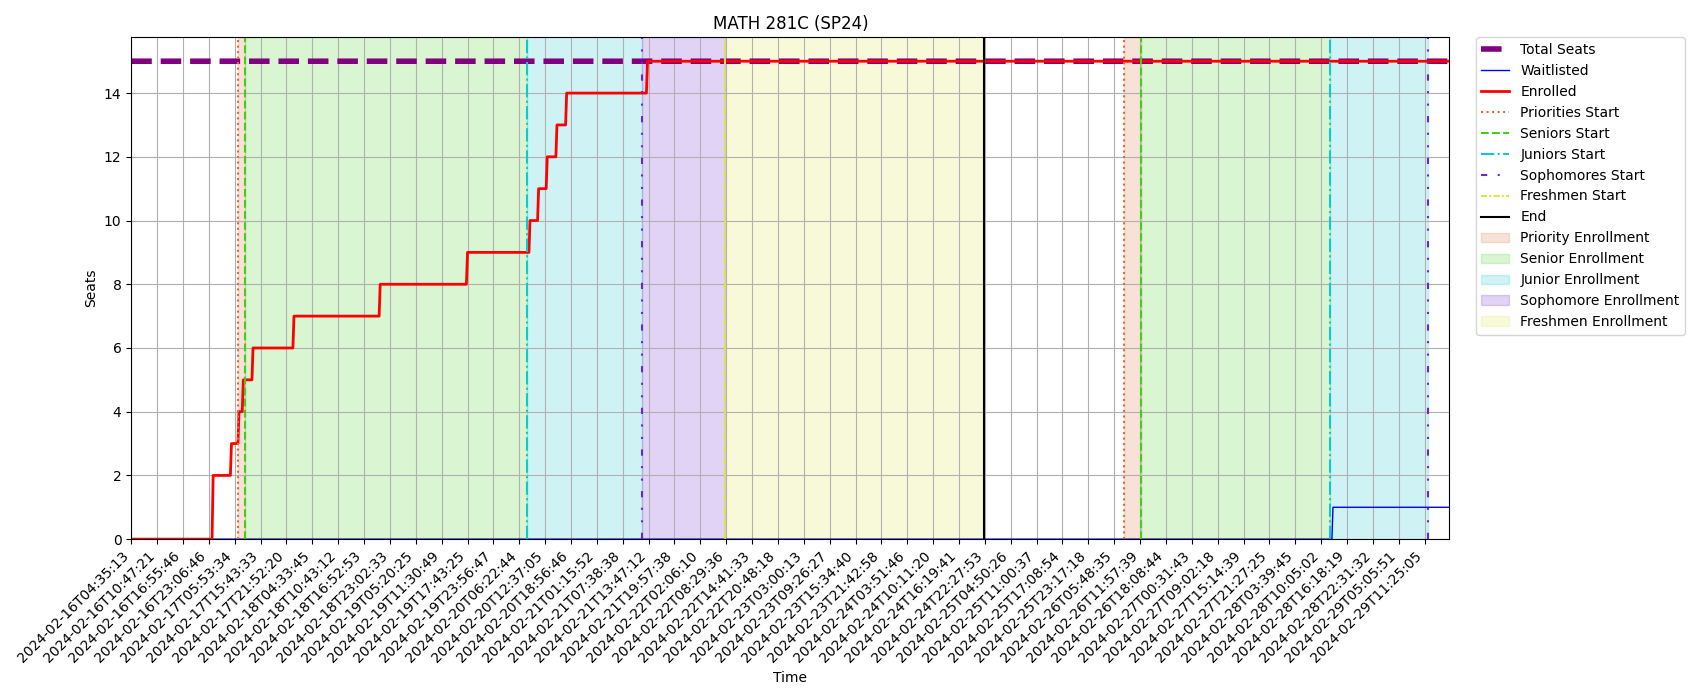 MATH 281C (SP24)
Seats
14
12
10
8
6
4
2
0
2024-02-16T04:35:13
2024-02-16T10:47:21
2024-02-16T16:55:46
2024-02-16T23:06:46
2024-02-17T05:53:34
2024-02-17T15:43:33
2024-02-17T21:52:20
2024-02-18T04:33:45
2024-02-18T10:43:12
2024-02-18T16:52:53
2024-02-18T23:02:33
2024-02-19T05:20:25
2024-02-19T11:30:49
2024-02-19T17:43:25
2024-02-19T23:56:47
2024-02-20T06:22:44
2024-02-20T12:37:05
2024-02-20T18:56:46
2024-02-21T01:15:52
2024-02-21T07:38:38
2024-02-21T13:47:12
2024-02-21T19:57:38
2024-02-22T02:06:10
2024-02-22T08:29:36
2024-02-22T14:41:33
2024-02-22T20:48:18
2024-02-23T03:00:13
2024-02-23T09:26:27
2024-02-23T15:34:40
2024-02-23T21:42:58
2024-02-24T03:51:46
2024-02-24T10:11:20
2024-02-24T16:19:41
2024-02-24T22:27:53
2024-02-25T04:50:26
2024-02-25T11:00:37
2024-02-25T17:08:54
2024-02-25T23:17:18
2024-02-26T05:48:35
2024-02-26T11:57:39
2024-02-26T18:08:44
2024-02-27T00:31:43
2024-02-27T09:02:18
2024-02-27T15:14:39
2024-02-27T21:27:25
2024-02-28T03:39:45
2024-02-28T10:05:02
2024-02-28T16:18:19
2024-02-28T22:31:32
2024-02-29T05:05:51
2024-02-29T11:25:05
Time
Total Seats
Waitlisted
Enrolled
Priorities Start
Seniors Start
Juniors Start
Sophomores Start
Freshmen Start
End
Priority Enrollment
Senior Enrollment
Junior Enrollment
Sophomore Enrollment
Freshmen Enrollment